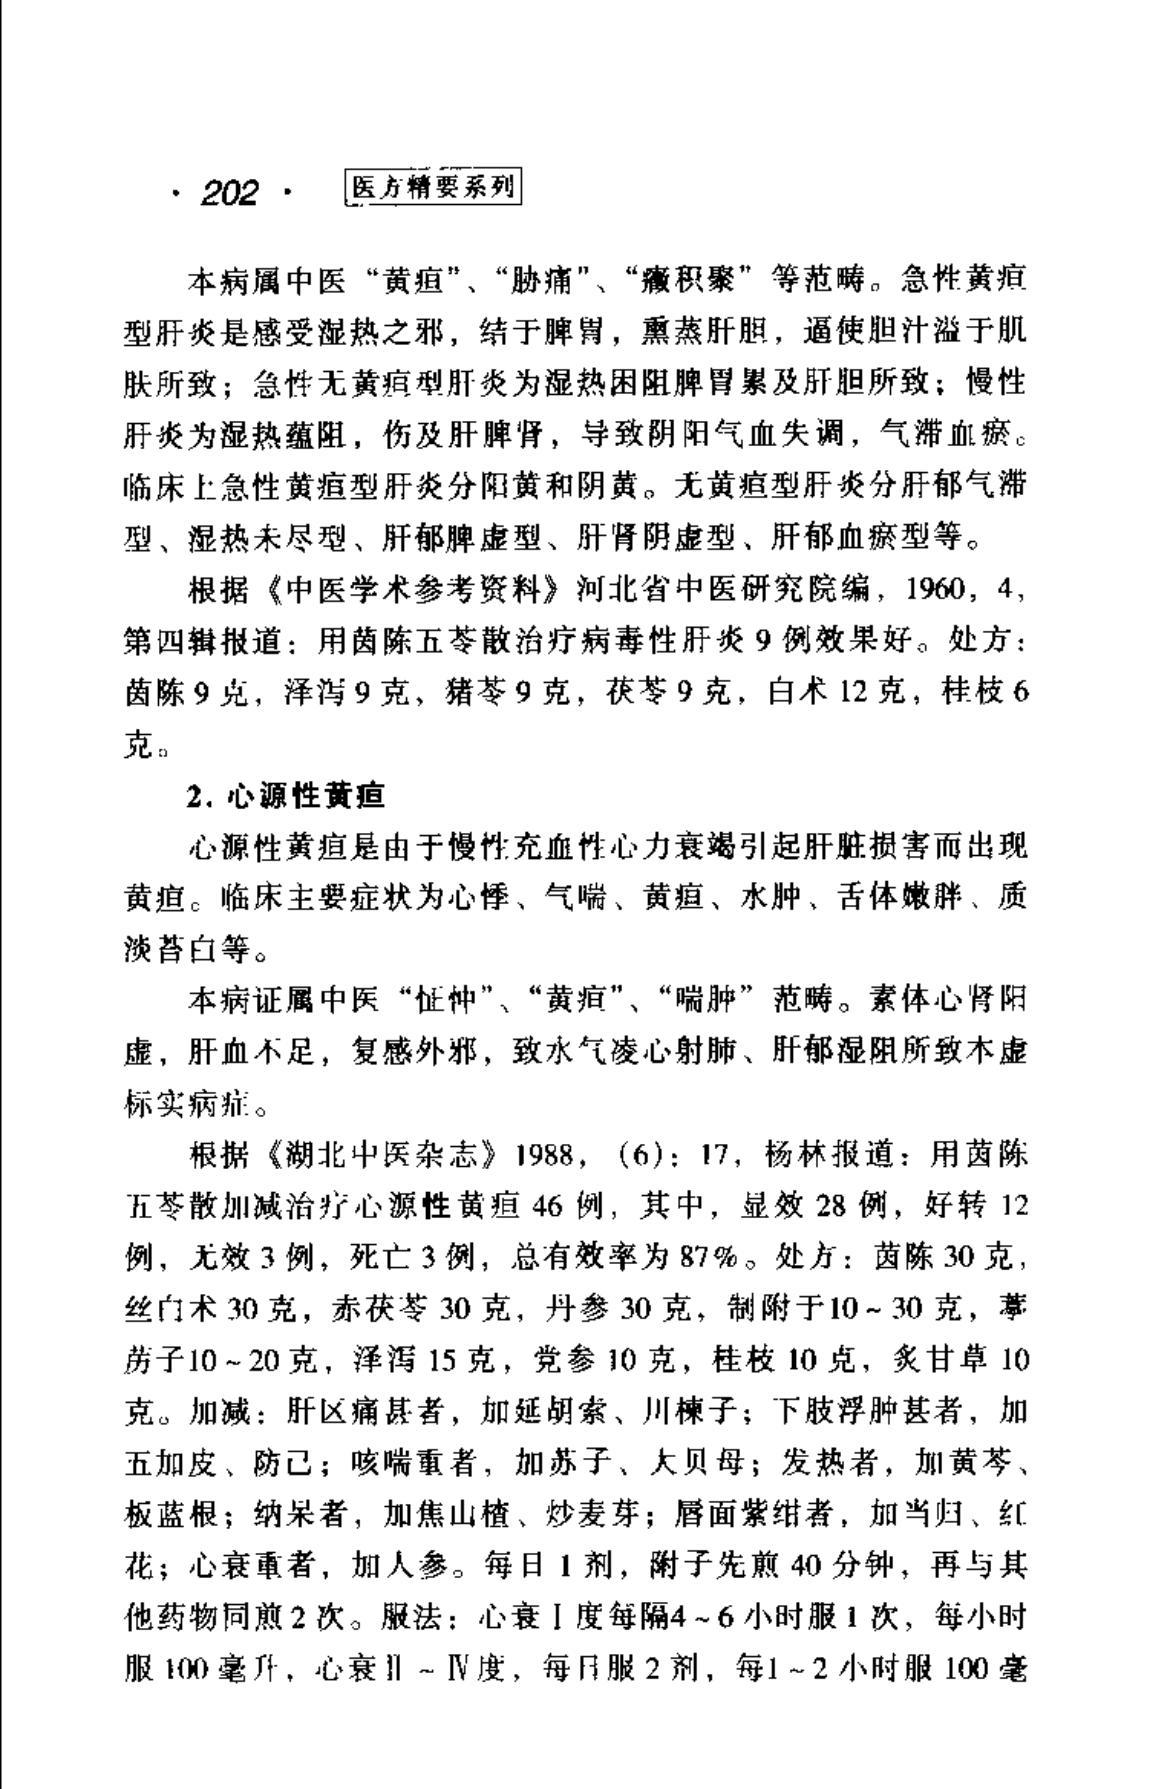 · 202 · 医方精要系列
本病属中医“黄疸”、“胁痛”、“癥积聚”等范畴。急性黄疸
型肝炎是感受湿热之邪，结于脾胃，熏蒸肝胆，逼使胆汁溢于肌
肤所致；急性无黄疸型肝炎为湿热困阻脾胃累及肝胆所致；慢性
肝炎为湿热蕴阻，伤及肝脾肾，导致阴阳气血失调，气滞血瘀。
临床上急性黄疸型肝炎分阳黄和阴黄。无黄疸型肝炎分肝郁气滞
型、湿热未尽型、肝郁脾虚型、肝肾阴虚型、肝郁血瘀型等。
根据《中医学术参考资料》河北省中医研究院编，1960，4，
第四辑报道：用茵陈五苓散治疗病毒性肝炎 9 例效果好。处方：
茵陈 9 克，泽泻 9 克，猪苓 9 克，茯苓 9 克，白术 12 克，桂枝 6
克。
2. 心源性黄疸
心源性黄疸是由于慢性充血性心力衰竭引起肝脏损害而出现
黄疸。临床主要症状为心悸、气喘、黄疸、水肿、舌体嫩胖、质
淡苔白等。
本病证属中医“怔忡”、“黄疸”、“喘肿”范畴。素体心肾阳
虚，肝血不足，复感外邪，致水气凌心射肺、肝郁湿阻所致本虚
标实病症。
根据《湖北中医杂志》1988，（6）：17，杨林报道：用茵陈
五苓散加减治疗心源性黄疸 46 例，其中，显效 28 例，好转 12
例，无效 3 例，死亡 3 例，总有效率为 87%。处方：茵陈 30 克，
丝白术 30 克，赤茯苓 30 克，丹参 30 克，制附子10～30 克，葶
苈子10～20 克，泽泻 15 克，党参 10 克，桂枝 10 克，炙甘草 10
克。加减：肝区痛甚者，加延胡索、川楝子；下肢浮肿甚者，加
五加皮、防己；咳喘重者，加苏子、大贝母；发热者，加黄芩、
板蓝根；纳呆者，加焦山楂、炒麦芽；唇面紫绀者，加当归、红
花；心衰重者，加人参。每日 1 剂，附子先煎 40 分钟，再与其
他药物同煎 2 次。服法：心衰Ⅰ度每隔4～6 小时服 1 次，每小时
服 100 毫升，心衰Ⅱ～Ⅳ度，每日服 2 剂，每1～2 小时服 100 毫